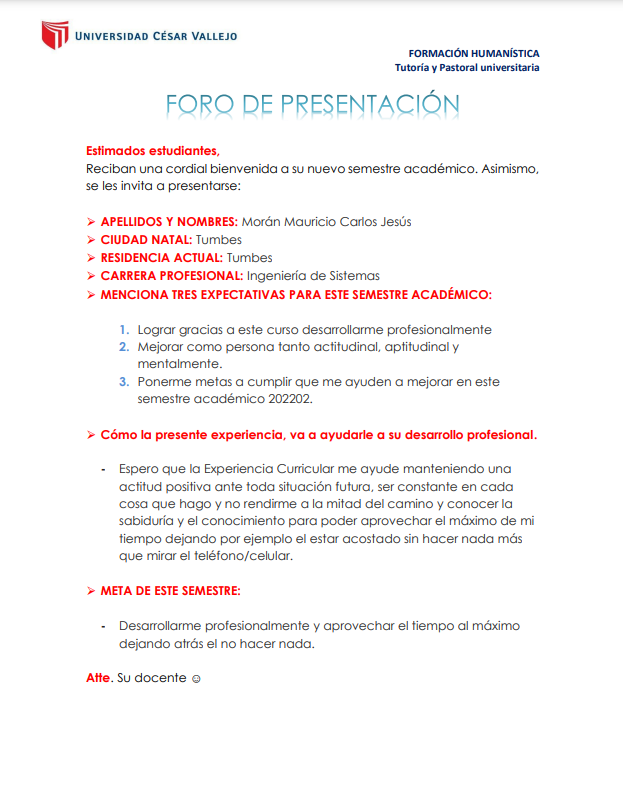 UNIVERSIDAD CÉSAR VALLEJO
FORMACIÓN HUMANÍSTICA
Tutoría y Pastoral universitaria
FORO DE PRESENTACIÓN
Estimados estudiantes,
Reciban una cordial bienvenida a su nuevo semestre académico. Asimismo,
se les invita a presentarse:
➢ APELLIDOS Y NOMBRES: Morán Mauricio Carlos Jesús
➢ CIUDAD NATAL: Tumbes
➢ RESIDENCIA ACTUAL: Tumbes
➢ CARRERA PROFESIONAL: Ingeniería de Sistemas
➢ MENCIONA TRES EXPECTATIVAS PARA ESTE SEMESTRE ACADÉMICO:
1. Lograr gracias a este curso desarrollarme profesionalmente
2. Mejorar como persona tanto actitudinal, aptitudinal y
mentalmente.
3. Ponerme metas a cumplir que me ayuden a mejorar en este
semestre académico 202202.
➢ Cómo la presente experiencia, va a ayudarle a su desarrollo profesional.
- Espero que la Experiencia Curricular me ayude manteniendo una
actitud positiva ante toda situación futura, ser constante en cada
cosa que hago y no rendirme a la mitad del camino y conocer la
sabiduría y el conocimiento para poder aprovechar el máximo de mi
tiempo dejando por ejemplo el estar acostado sin hacer nada más
que mirar el teléfono/celular.
➢ META DE ESTE SEMESTRE:
- Desarrollarme profesionalmente y aprovechar el tiempo al máximo
dejando atrás el no hacer nada.
Atte. Su docente ☺